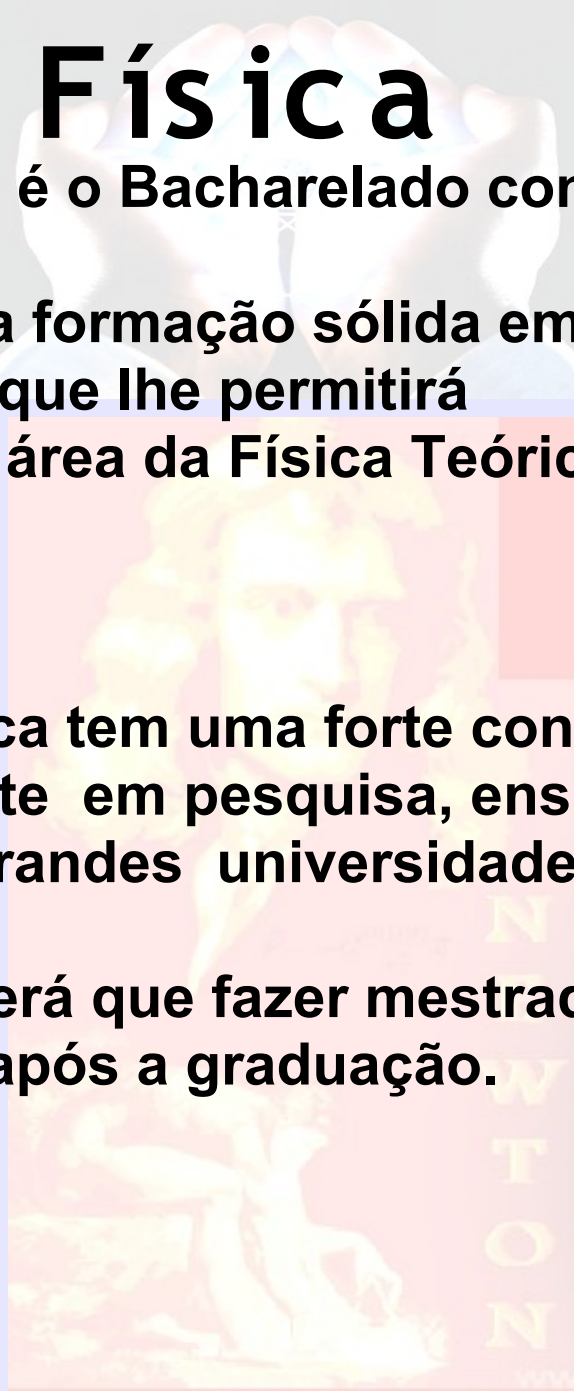 Física
é o Bacharelado con
a formação sólida em
que lhe permitirá
área da Física Teóric
ca tem uma forte con
te em pesquisa, ens
randes universidade
erá que fazer mestrad
após a graduação.
N
E
W
T
O
N